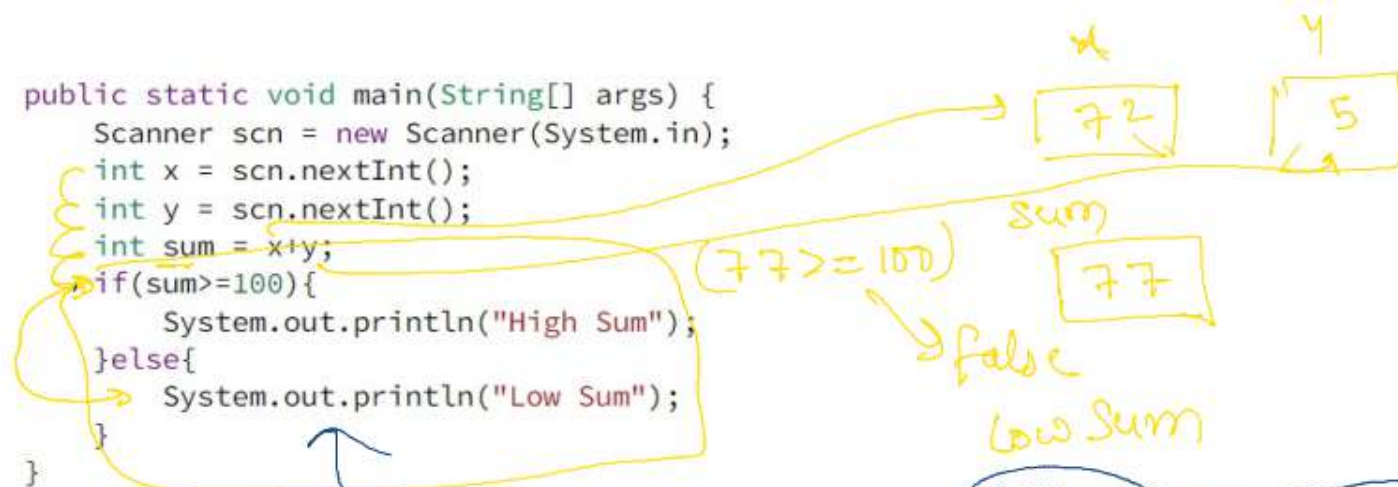 public static void main(String[] args) {
Scanner scn = new Scanner(System.in);
int x = scn.nextInt();
int y = scn.nextInt();
int sum = x+y;
if(sum>=100){
System.out.println("High Sum");
}else{
System.out.println("Low Sum");
}
}
x
72
y
5
sum
77
(77>=100)
false
Low Sum